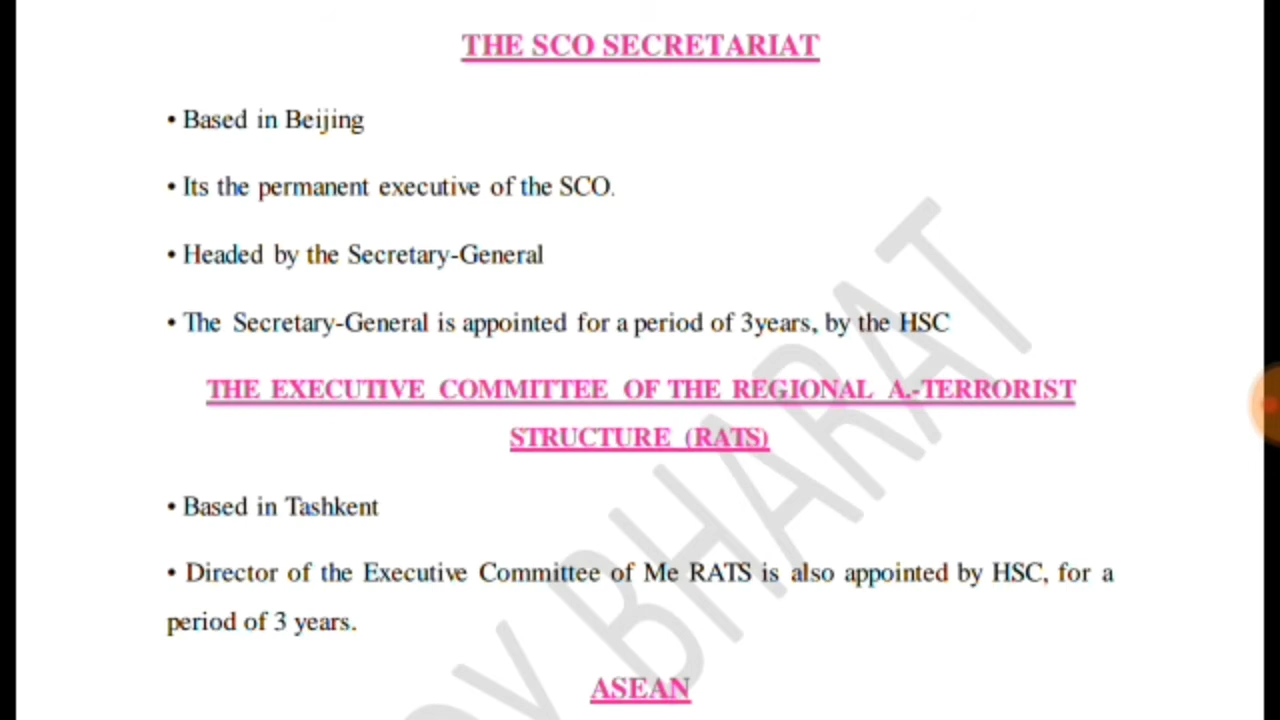 THE SCO SECRETARIAT
• Based in Beijing
• Its the permanent executive of the SCO.
• Headed by the Secretary-General
• The Secretary-General is appointed for a period of 3years, by the HSC
THE EXECUTIVE COMMITTEE OF THE REGIONAL A.-TERRORIST
STRUCTURE (RATS)
• Based in Tashkent
• Director of the Executive Committee of Me RATS is also appointed by HSC, for a
period of 3 years.
ASEAN
BHARAT